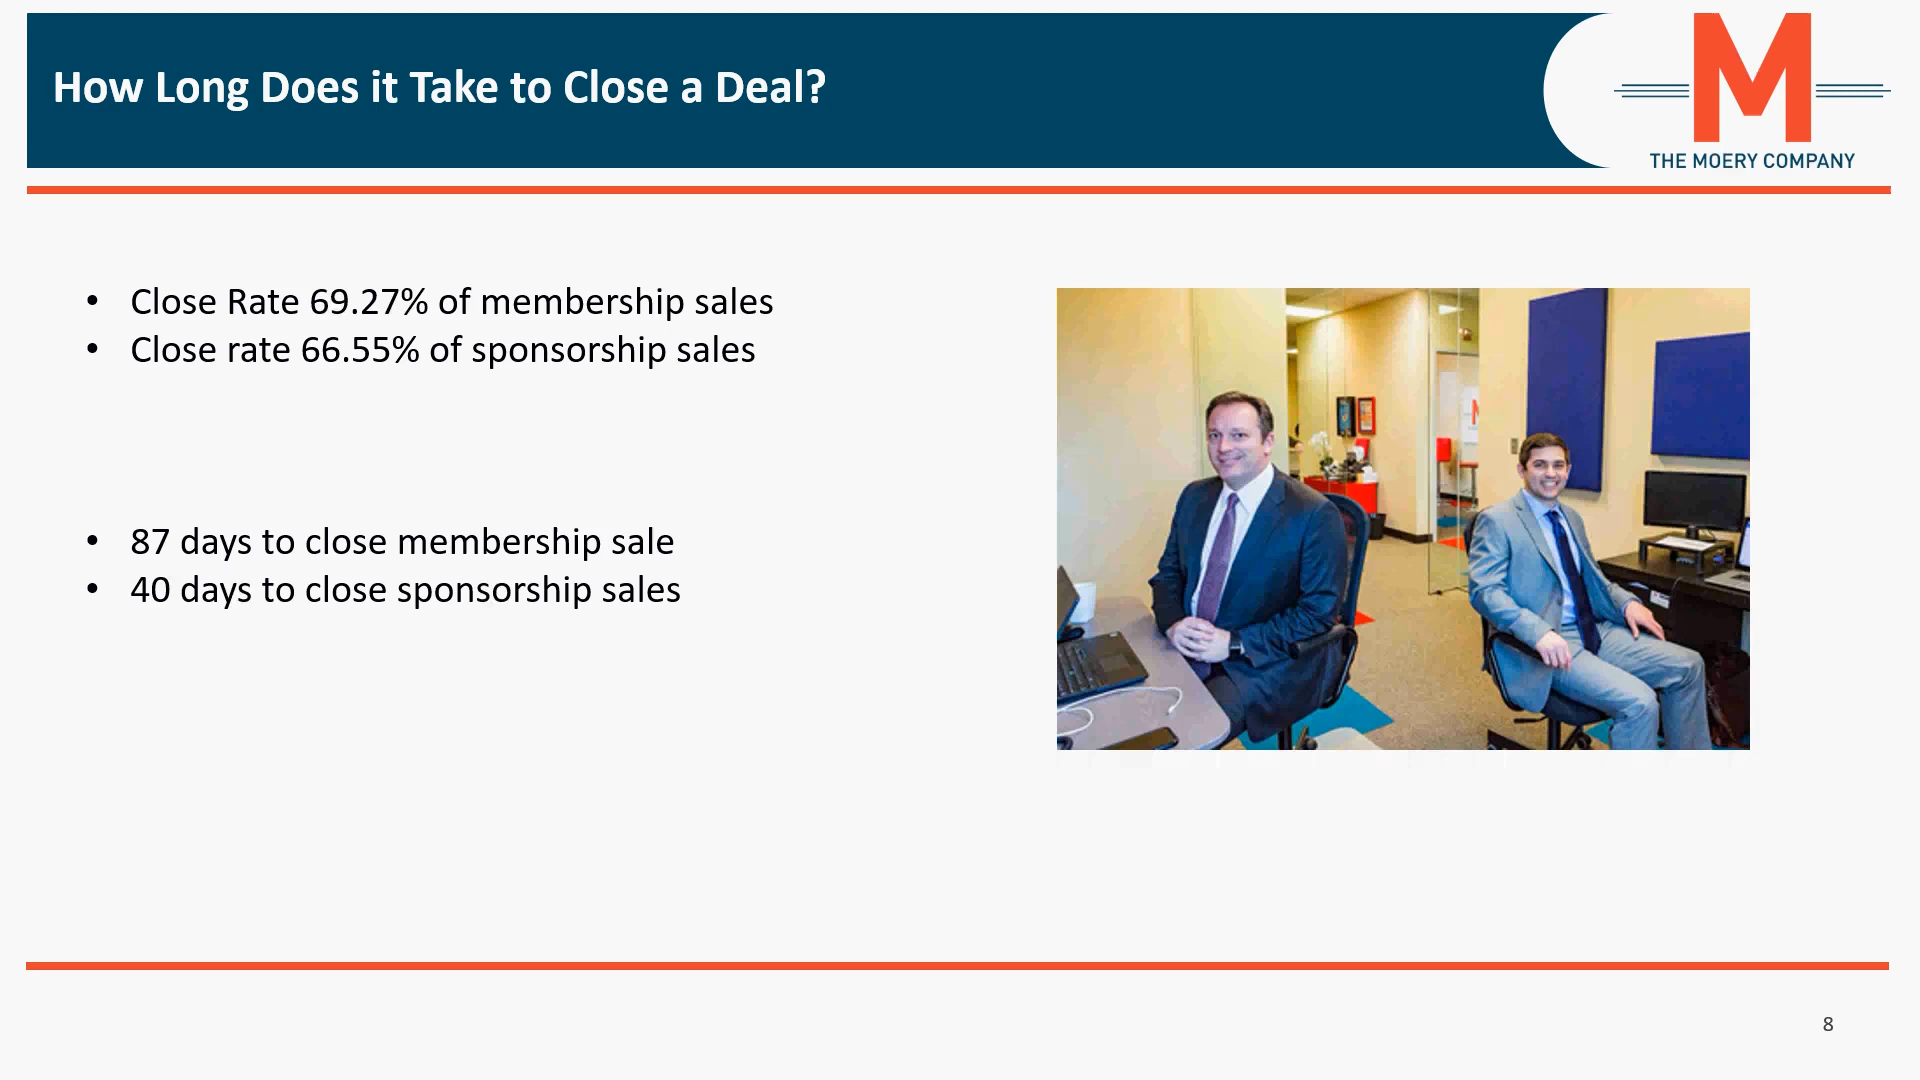 How Long Does it Take to Close a Deal?
M
THE MOERY COMPANY
• Close Rate 69.27% of membership sales
• Close rate 66.55% of sponsorship sales
• 87 days to close membership sale
• 40 days to close sponsorship sales
8